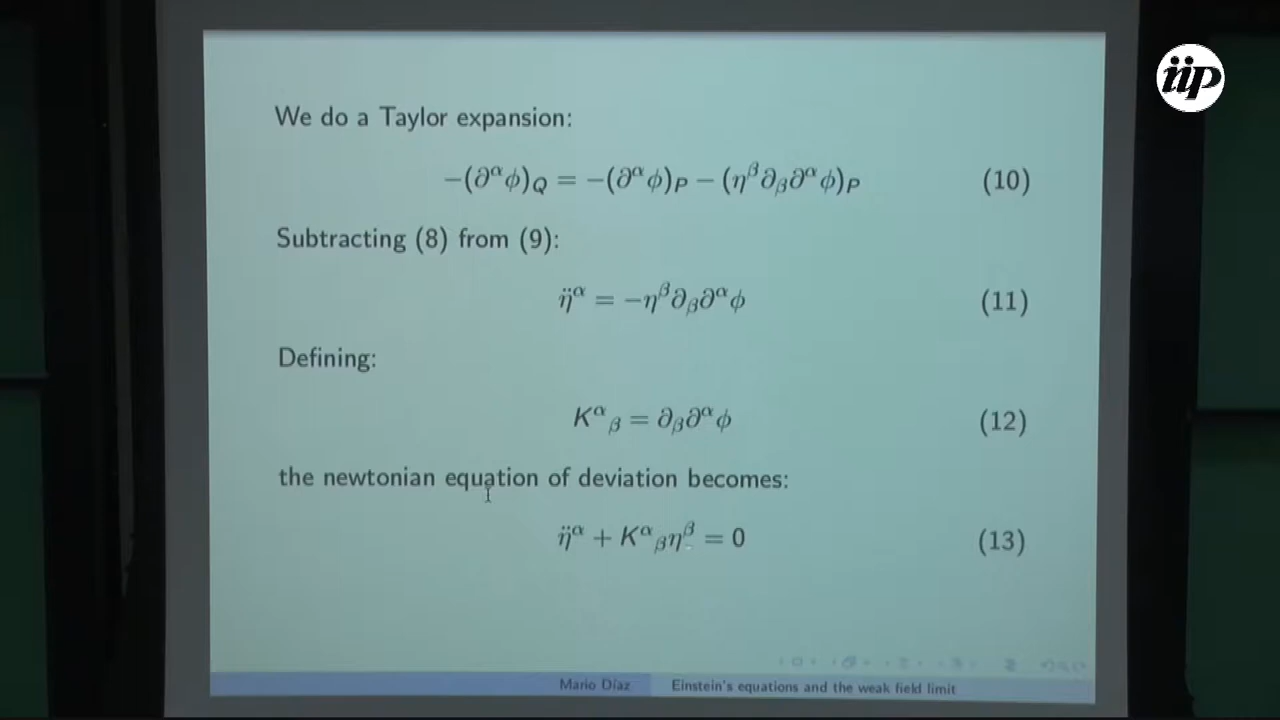 iip
We do a Taylor expansion:
−(∂^α ϕ)_Q = −(∂^α ϕ)_P − (η^β ∂_β ∂^α ϕ)_P (10)
Subtracting (8) from (9):
η̈^α = −η^β ∂_β ∂^α ϕ (11)
Defining:
K^α_β = ∂_β ∂^α ϕ (12)
the newtonian equation of deviation becomes:
η̈^α + K^α_β η^β = 0 (13)
Mario Díaz Einstein's equations and the weak field limit